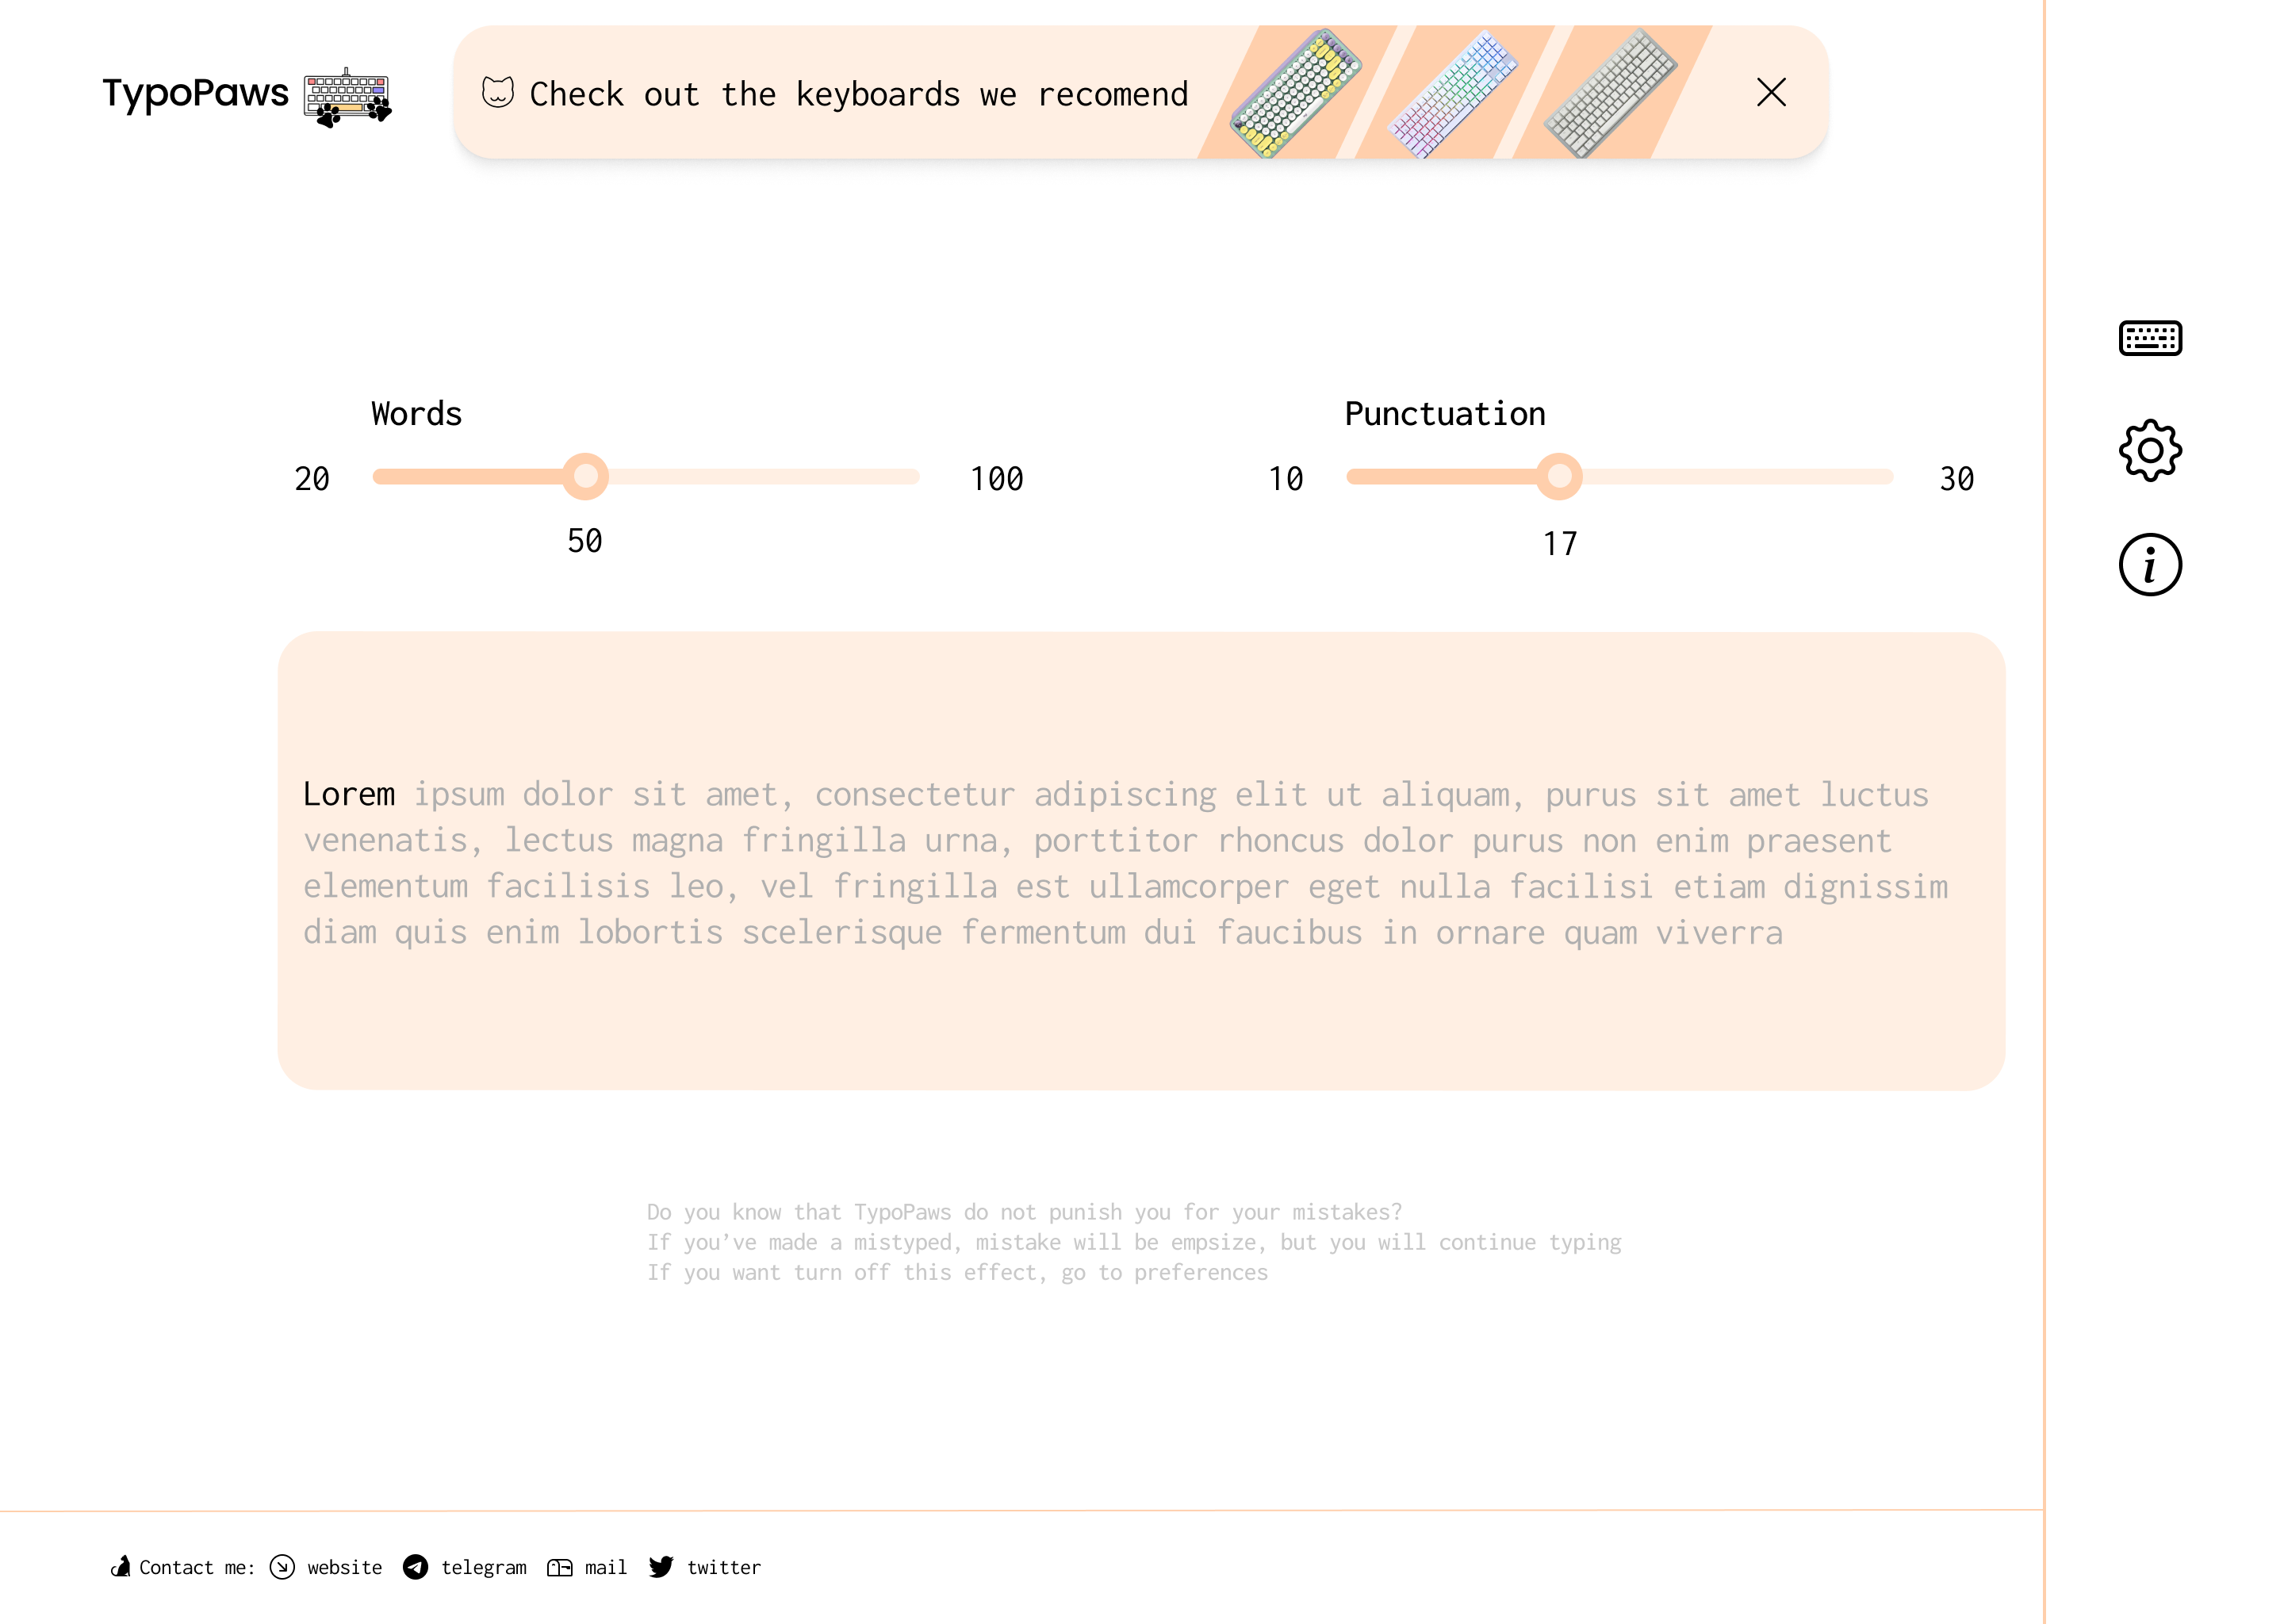 TypoPaws
Check out the keyboards we recomend
Words
20
100
50
Punctuation
10
30
17
Lorem ipsum dolor sit amet, consectetur adipiscing elit ut aliquam, purus sit amet luctus
venenatis, lectus magna fringilla urna, porttitor rhoncus dolor purus non enim praesent
elementum facilisis leo, vel fringilla est ullamcorper eget nulla facilisi etiam dignissim
diam quis enim lobortis scelerisque fermentum dui faucibus in ornare quam viverra
Do you know that TypoPaws do not punish you for your mistakes?
If you’ve made a mistyped, mistake will be empsize, but you will continue typing
If you want turn off this effect, go to preferences
Contact me: website telegram mail twitter